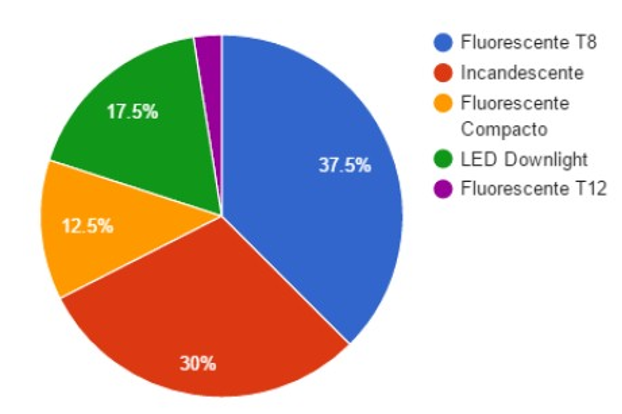 Fluorescente T8
Incandescente
Fluorescente
Compacto
LED Downlight
Fluorescente T12
37.5%
30%
12.5%
17.5%